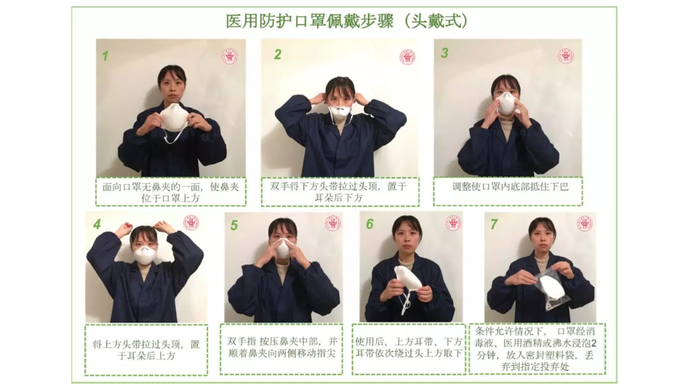 医用防护口罩佩戴步骤（头戴式）
1
面向口罩无鼻夹的一面，使鼻夹
位于口罩上方
2
双手将下方头带拉过头顶，置于
耳朵后下方
3
调整使口罩内底部抵住下巴
4
将上方头带拉过头顶，置
于耳朵后上方
5
双手指 按压鼻夹中部，并
顺着鼻夹向两侧移动指尖
6
使用后，上方耳带、下方
耳带依次绕过头上方取下
7
条件允许情况下， 口罩经消
毒液、医用酒精或沸水浸泡2
分钟，放入密封塑料袋，丢
弃到指定投弃处